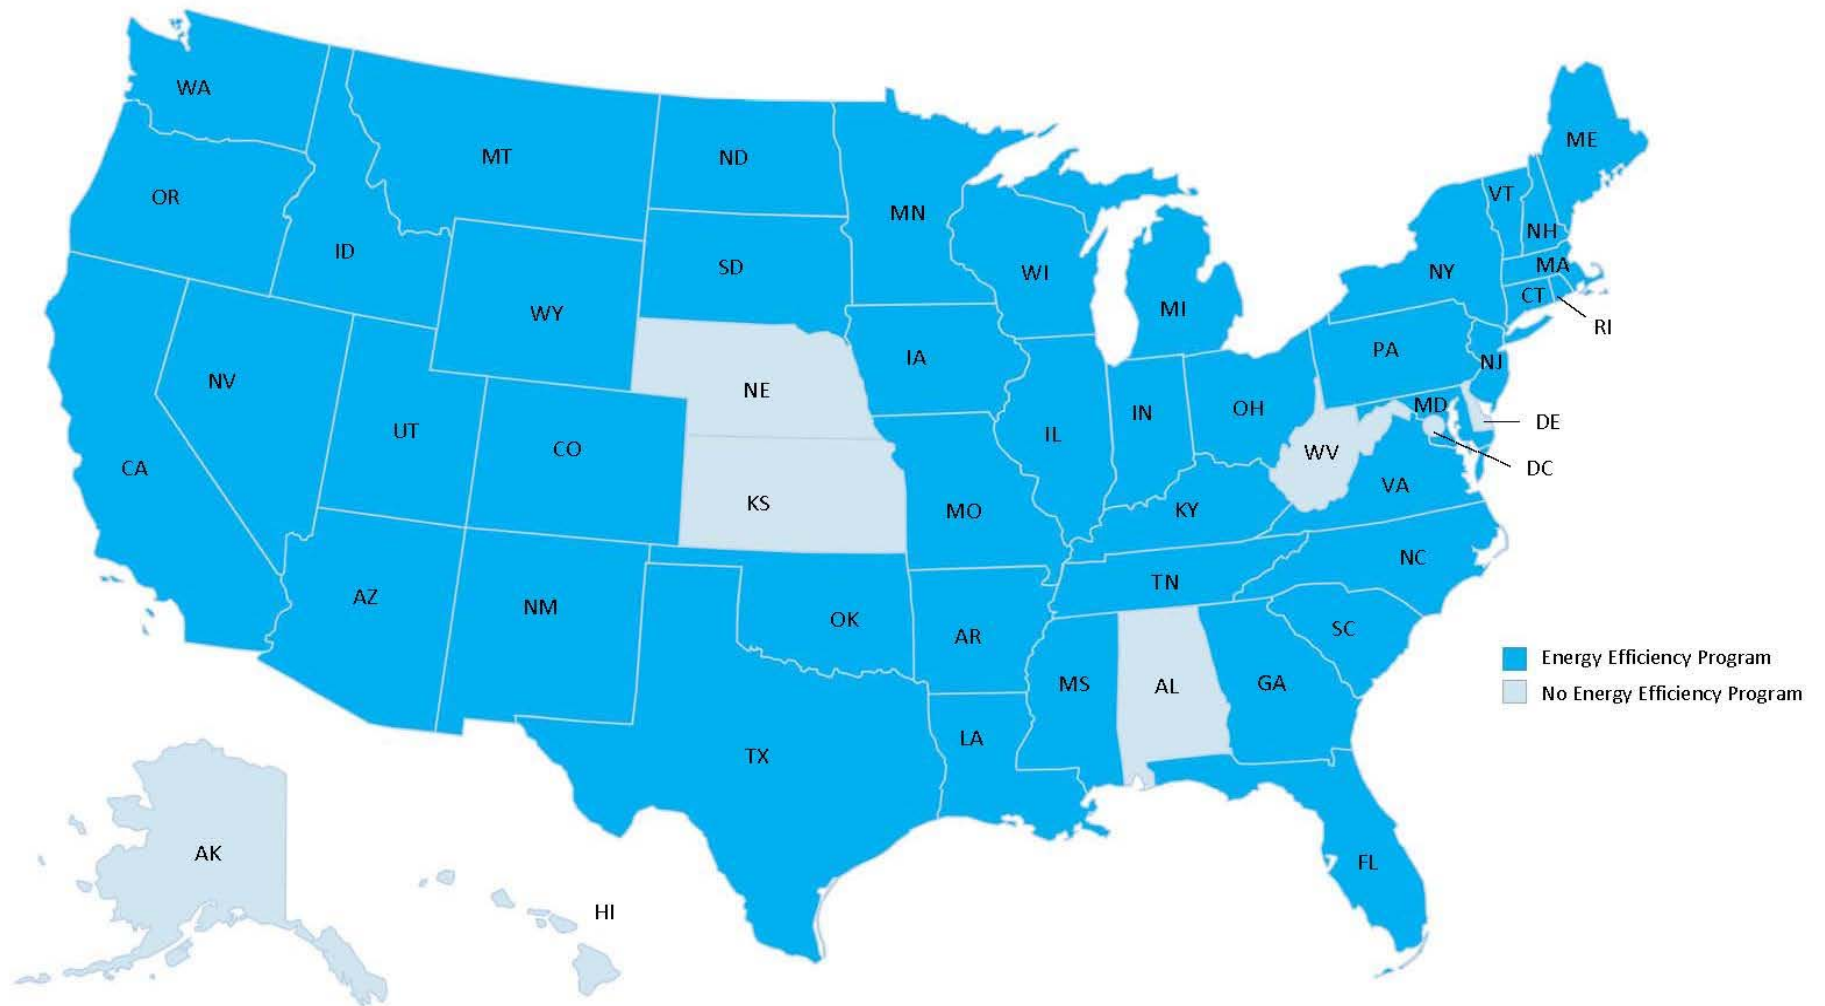 WA
ME
MT
ND
VT
OR
MN
NH
ID
SD
WI
NY
MA
MI
CT
WY
RI
IA
PA
NJ
NV
NE
IN
OH
MD
DE
UT
IL
CO
WV
DC
CA
VA
KS
MO
KY
NC
TN
AZ
NM
OK
AR
SC
Energy Efficiency Program
MS
AL
GA
No Energy Efficiency Program
LA
TX
AK
FL
HI